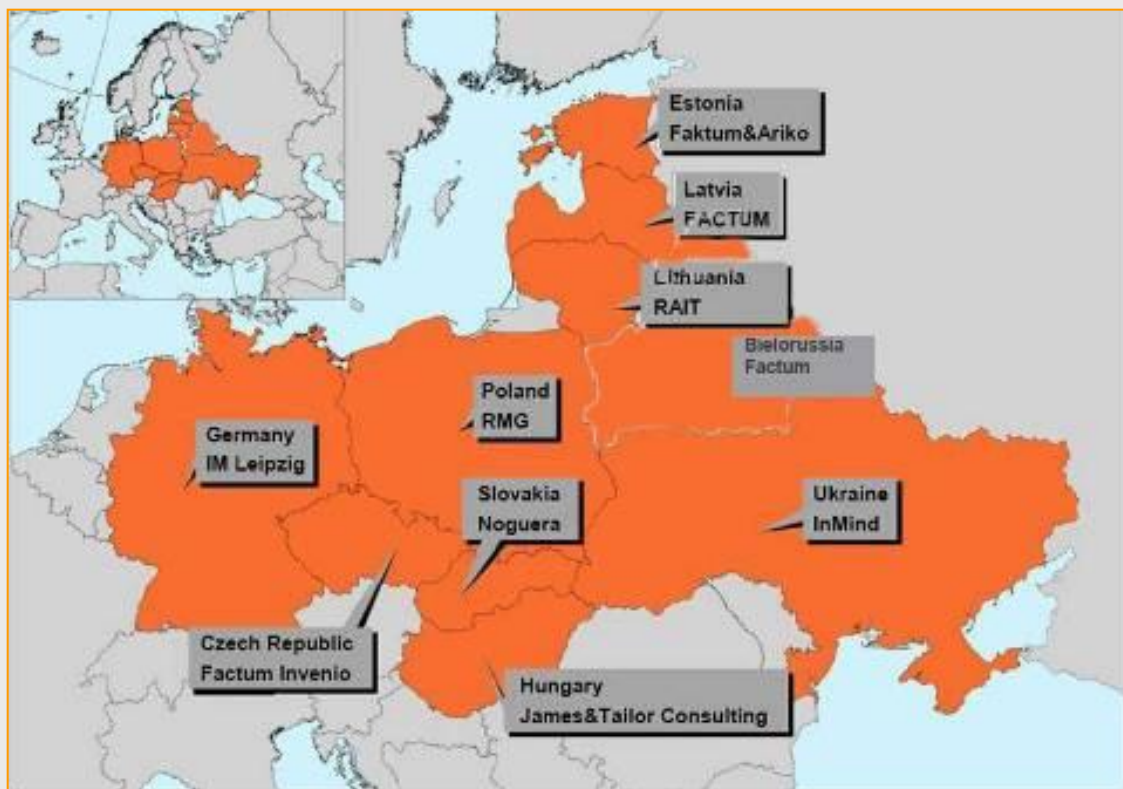 Estonia
Faktum&Ariko
Latvia
FACTUM
Lithuania
RAIT
Bielorussia
Factum
Poland
RMG
Germany
IM Leipzig
Slovakia
Noguera
Ukraine
InMind
Czech Republic
Factum Invenio
Hungary
James&Tailor Consulting